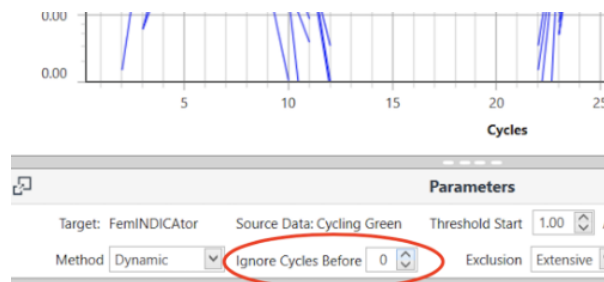 0.00
0.00
5 10 15 20 25
Cycles
Parameters
Target: FemINDICAtor Source Data: Cycling Green Threshold Start 1.00
Method Dynamic Ignore Cycles Before 0 Exclusion Extensive